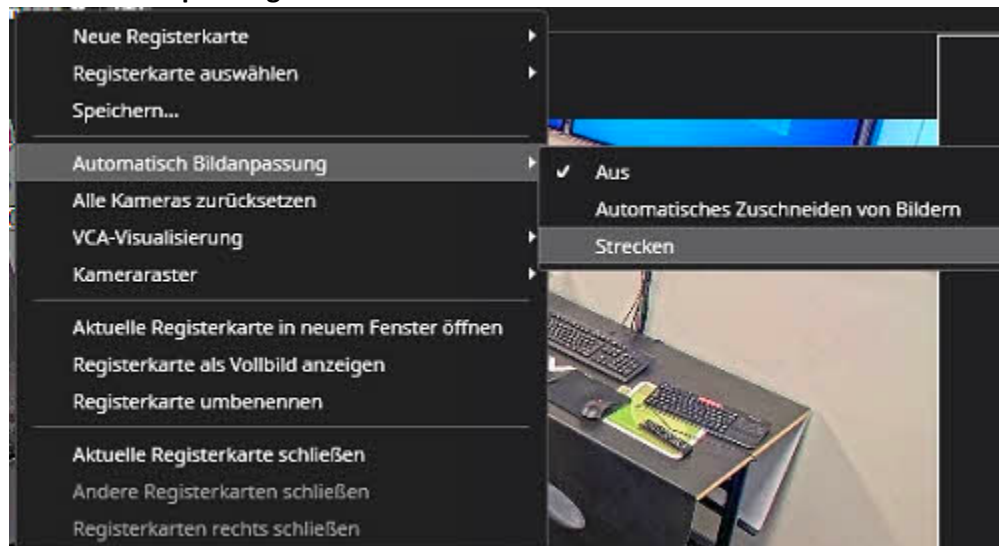 Neue Registerkarte
Registerkarte auswählen
Speichern...
Automatisch Bildanpassung
Alle Kameras zurücksetzen
VCA-Visualisierung
Kameraraster
Aus
Automatisches Zuschneiden von Bildern
Strecken
Aktuelle Registerkarte in neuem Fenster öffnen
Registerkarte als Vollbild anzeigen
Registerkarte umbenennen
Aktuelle Registerkarte schließen
Andere Registerkarten schließen
Registerkarten rechts schließen